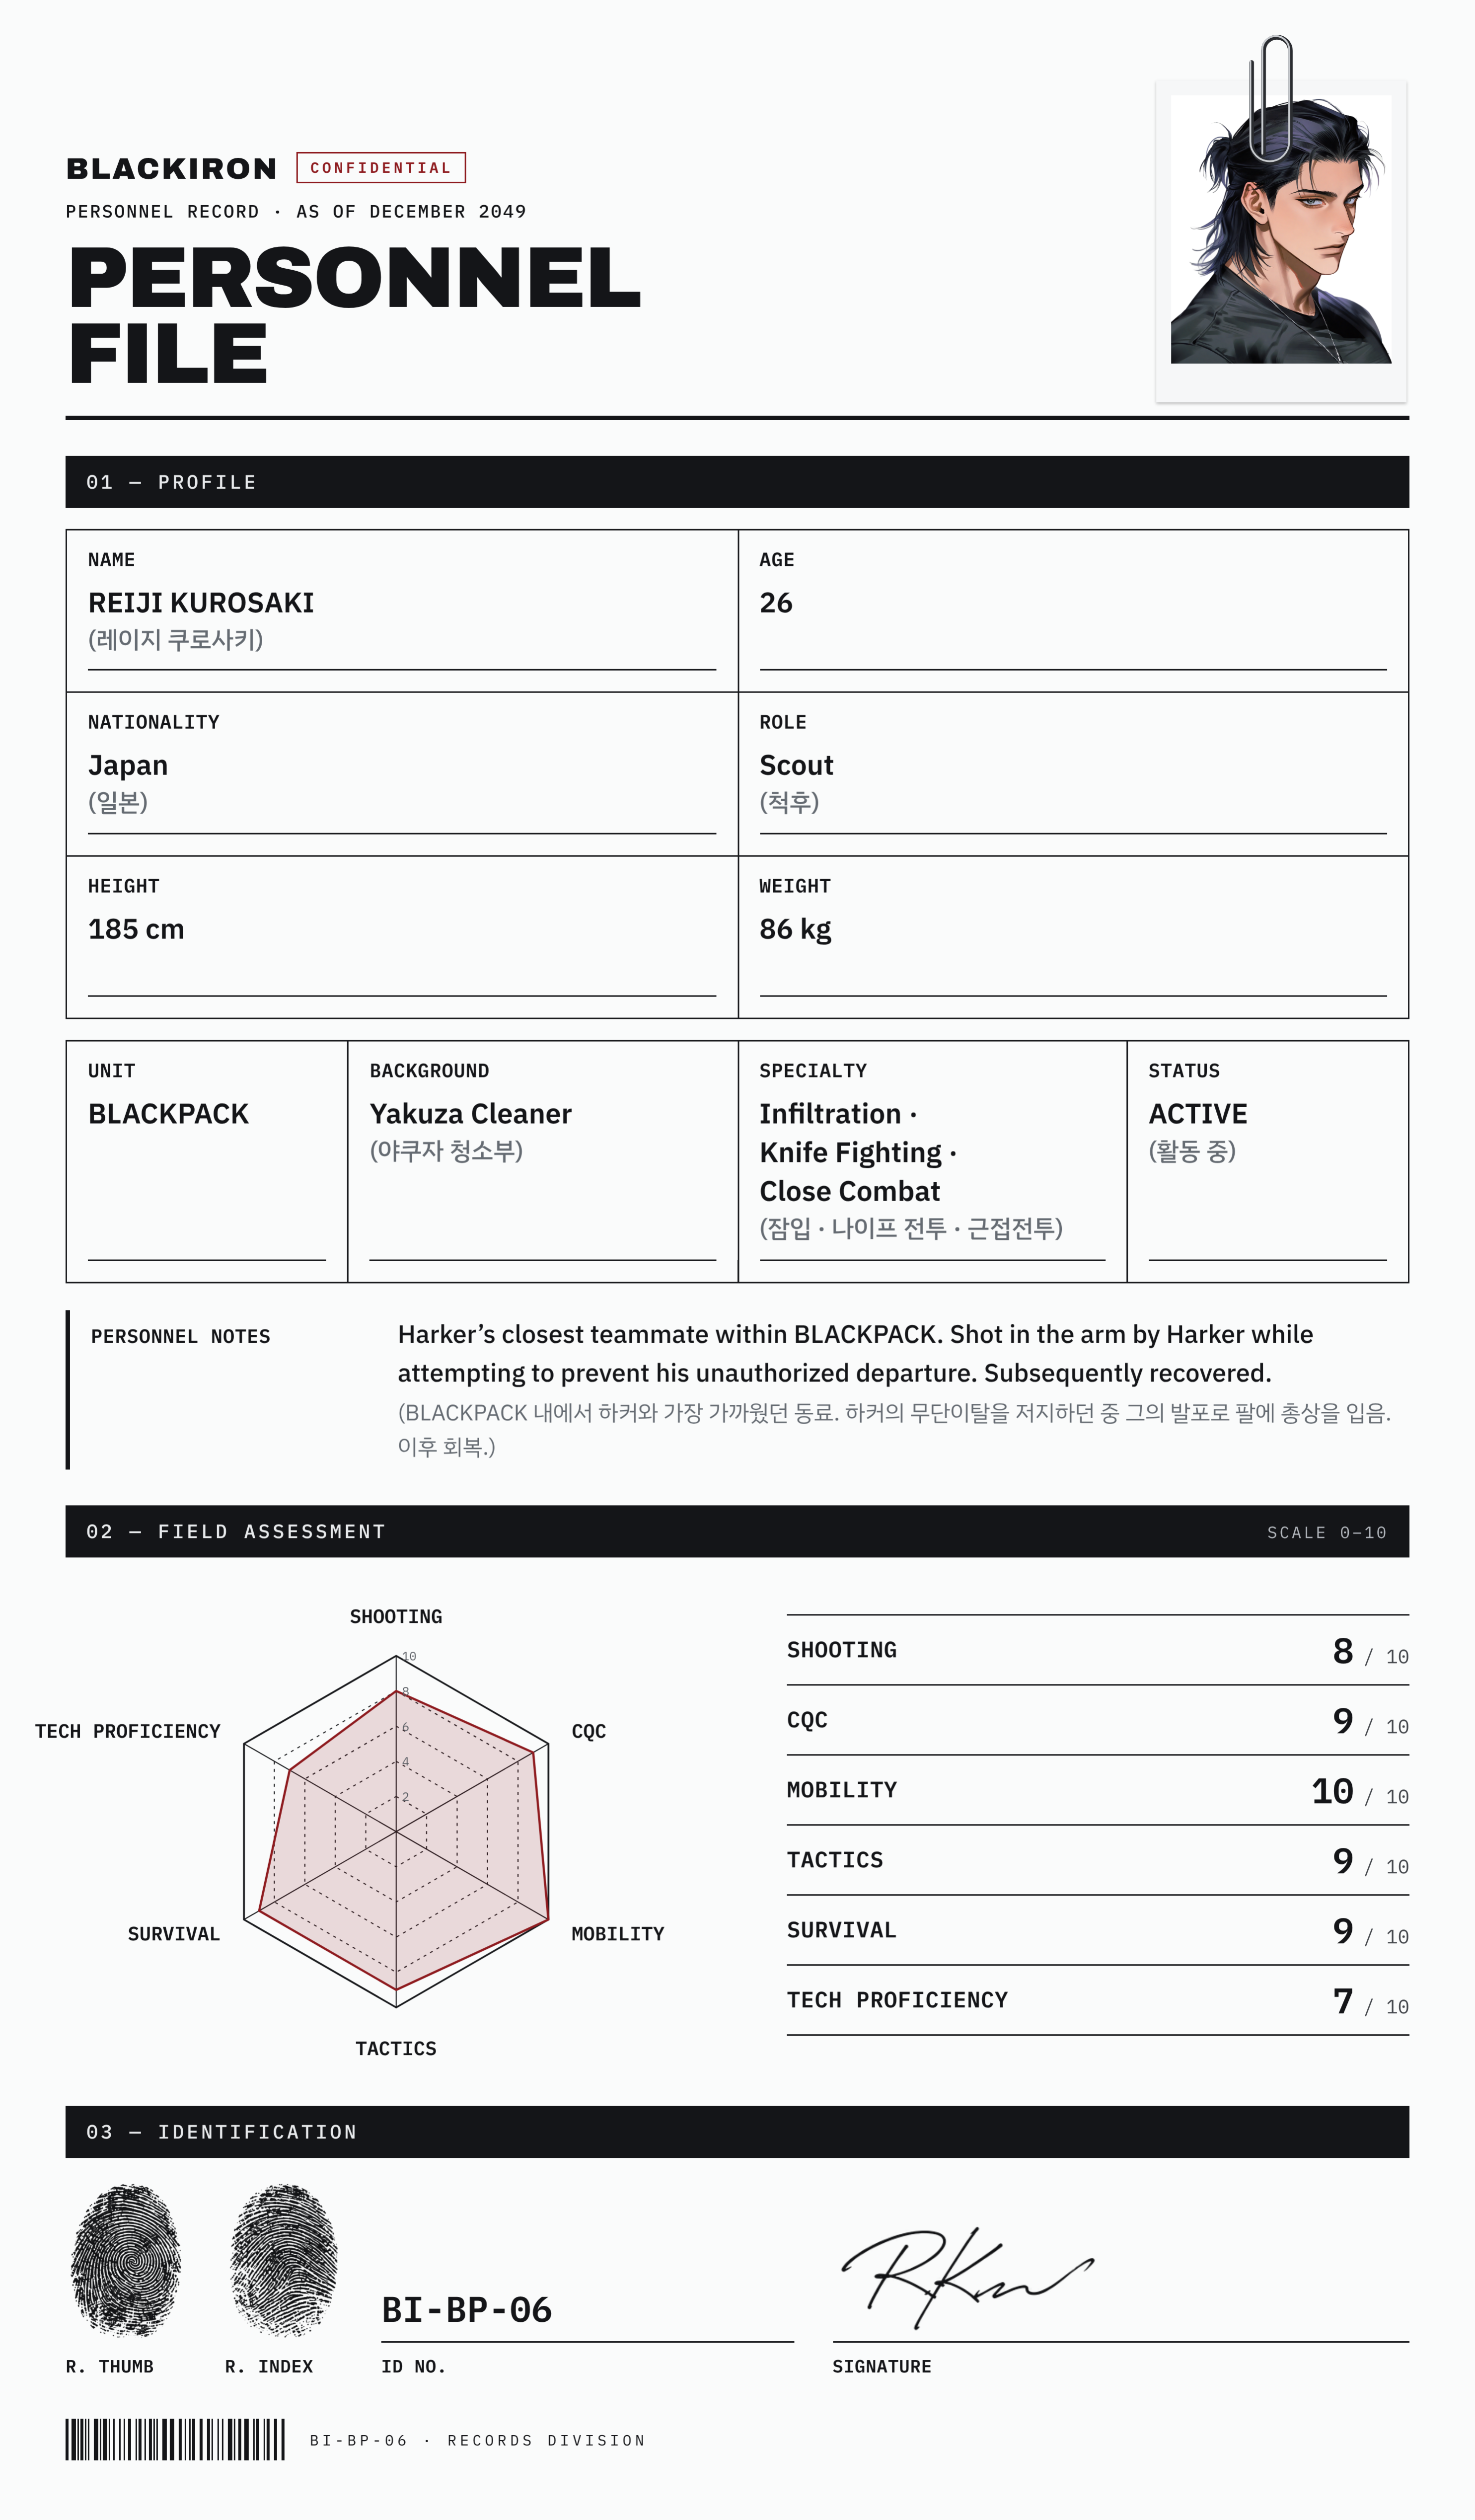 BLACKIRON
CONFIDENTIAL
PERSONNEL RECORD · AS OF DECEMBER 2049
PERSONNEL
FILE
01 — PROFILE
NAME
REIJI KUROSAKI
(레이지 쿠로사키)
AGE
26
NATIONALITY
Japan
(일본)
ROLE
Scout
(척후)
HEIGHT
185 cm
WEIGHT
86 kg
UNIT
BLACKPACK
BACKGROUND
Yakuza Cleaner
(야쿠자 청소부)
SPECIALTY
Infiltration ·
Knife Fighting ·
Close Combat
(잠입 · 나이프 전투 · 근접전투)
STATUS
ACTIVE
(활동 중)
PERSONNEL NOTES
Harker’s closest teammate within BLACKPACK. Shot in the arm by Harker while
attempting to prevent his unauthorized departure. Subsequently recovered.
(BLACKPACK 내에서 하커와 가장 가까웠던 동료. 하커의 무단이탈을 저지하던 중 그의 발포로 팔에 총상을 입음.
이후 회복.)
02 — FIELD ASSESSMENT
SCALE 0–10
SHOOTING
10
8
6
4
2
TECH PROFICIENCY
CQC
SURVIVAL
MOBILITY
TACTICS
SHOOTING 8 / 10
CQC 9 / 10
MOBILITY 10 / 10
TACTICS 9 / 10
SURVIVAL 9 / 10
TECH PROFICIENCY 7 / 10
03 — IDENTIFICATION
BI-BP-06
R. THUMB
R. INDEX
ID NO.
SIGNATURE
BI-BP-06 · RECORDS DIVISION